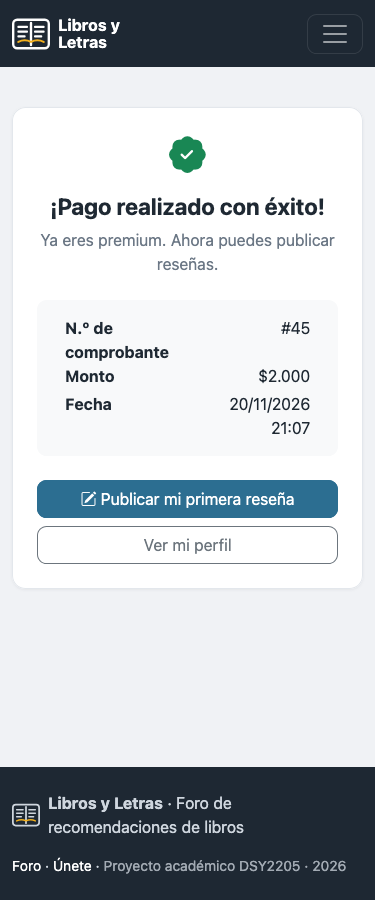 Libros y
Letras
¡Pago realizado con éxito!
Ya eres premium. Ahora puedes publicar
reseñas.
N.º de
comprobante
#45
Monto
$2.000
Fecha
20/11/2026
21:07
Publicar mi primera reseña
Ver mi perfil
Libros y Letras · Foro de
recomendaciones de libros
Foro · Únete · Proyecto académico DSY2205 · 2026